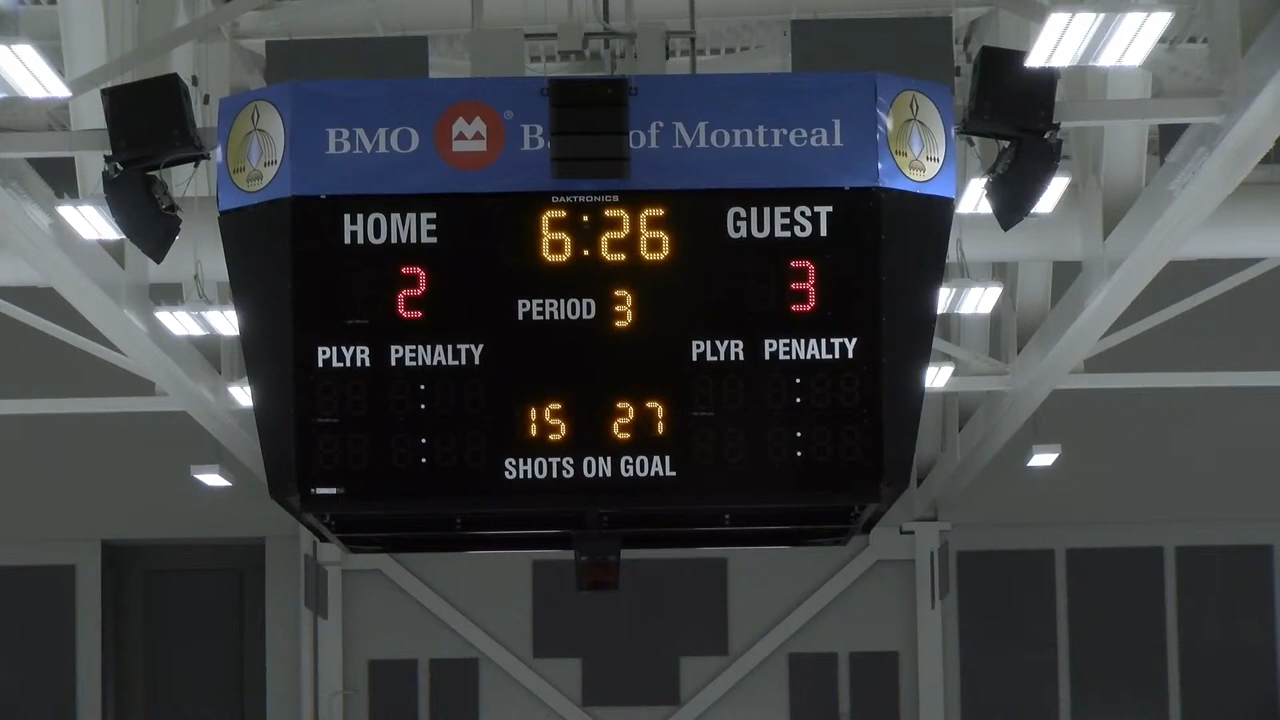 BMO ® Ba of Montreal
DAKTRONICS
HOME 6:26 GUEST
2 PERIOD 3 3
PLYR PENALTY PLYR PENALTY
15 27
SHOTS ON GOAL